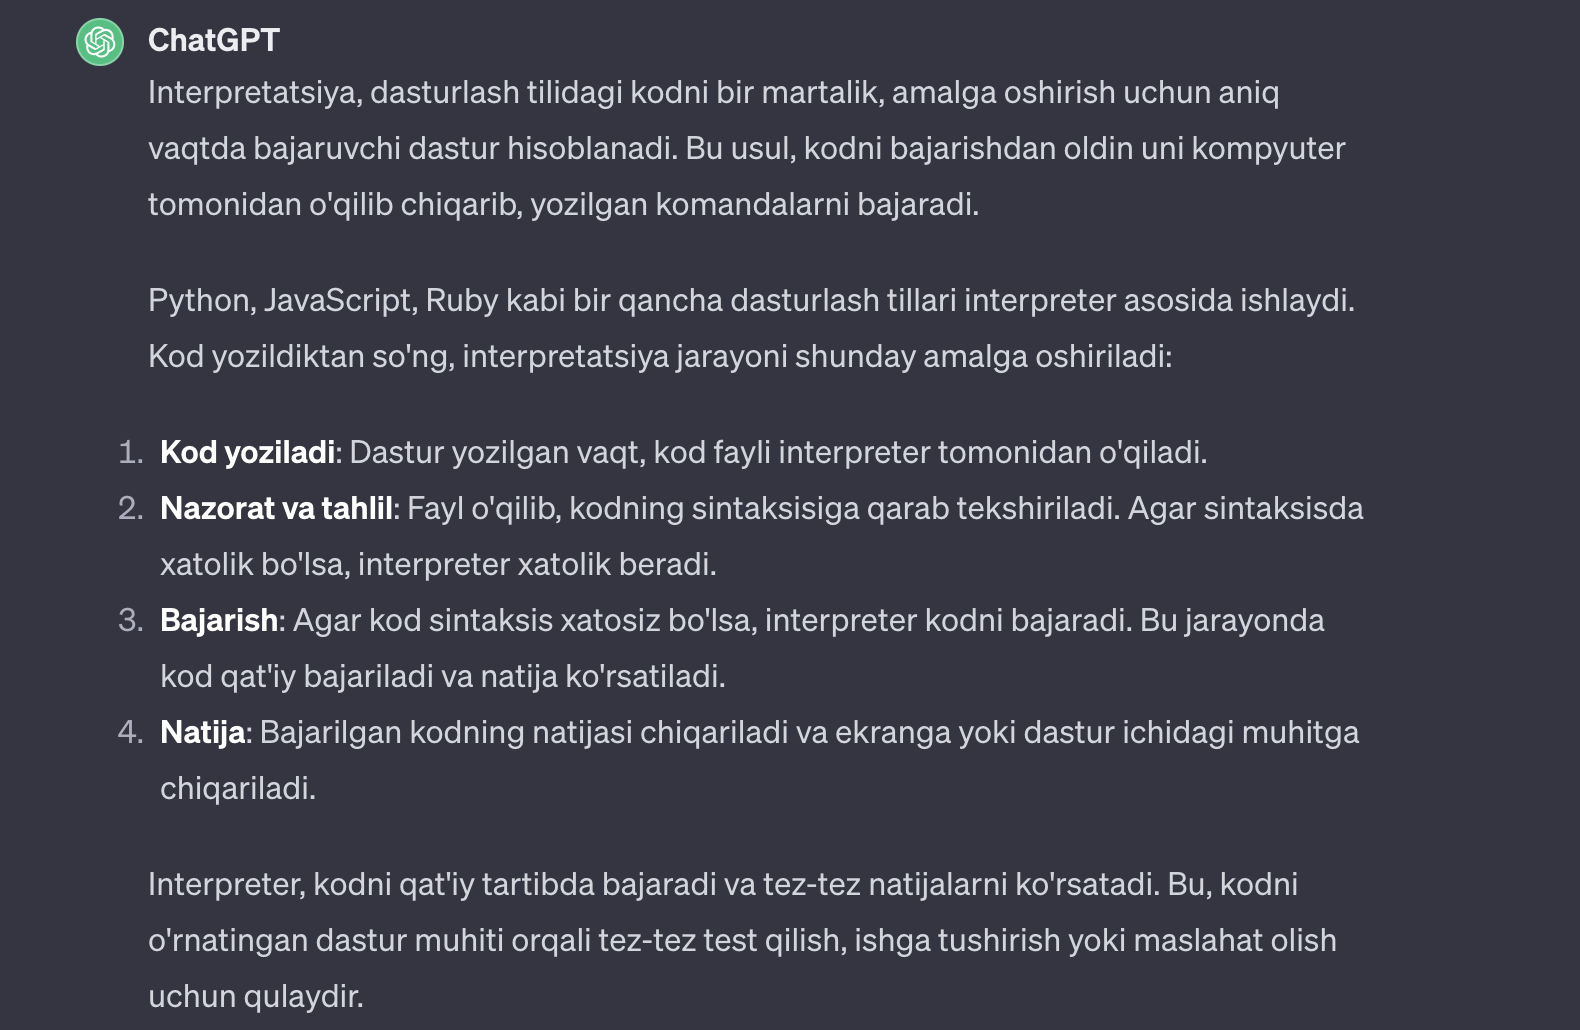 ChatGPT
Interpretatsiya, dasturlash tilidagi kodni bir martalik, amalga oshirish uchun aniq
vaqtda bajaruvchi dastur hisoblanadi. Bu usul, kodni bajarishdan oldin uni kompyuter
tomonidan o'qilib chiqarib, yozilgan komandalarni bajaradi.
Python, JavaScript, Ruby kabi bir qancha dasturlash tillari interpreter asosida ishlaydi.
Kod yozildiktan so'ng, interpretatsiya jarayoni shunday amalga oshiriladi:
1. Kod yoziladi: Dastur yozilgan vaqt, kod fayli interpreter tomonidan o'qiladi.
2. Nazorat va tahlil: Fayl o'qilib, kodning sintaksisiga qarab tekshiriladi. Agar sintaksisda
xatolik bo'lsa, interpreter xatolik beradi.
3. Bajarish: Agar kod sintaksis xatosiz bo'lsa, interpreter kodni bajaradi. Bu jarayonda
kod qat'iy bajariladi va natija ko'rsatiladi.
4. Natija: Bajarilgan kodning natijasi chiqariladi va ekranga yoki dastur ichidagi muhitga
chiqariladi.
Interpreter, kodni qat'iy tartibda bajaradi va tez-tez natijalarni ko'rsatadi. Bu, kodni
o'rnatingan dastur muhiti orqali tez-tez test qilish, ishga tushirish yoki maslahat olish
uchun qulaydir.